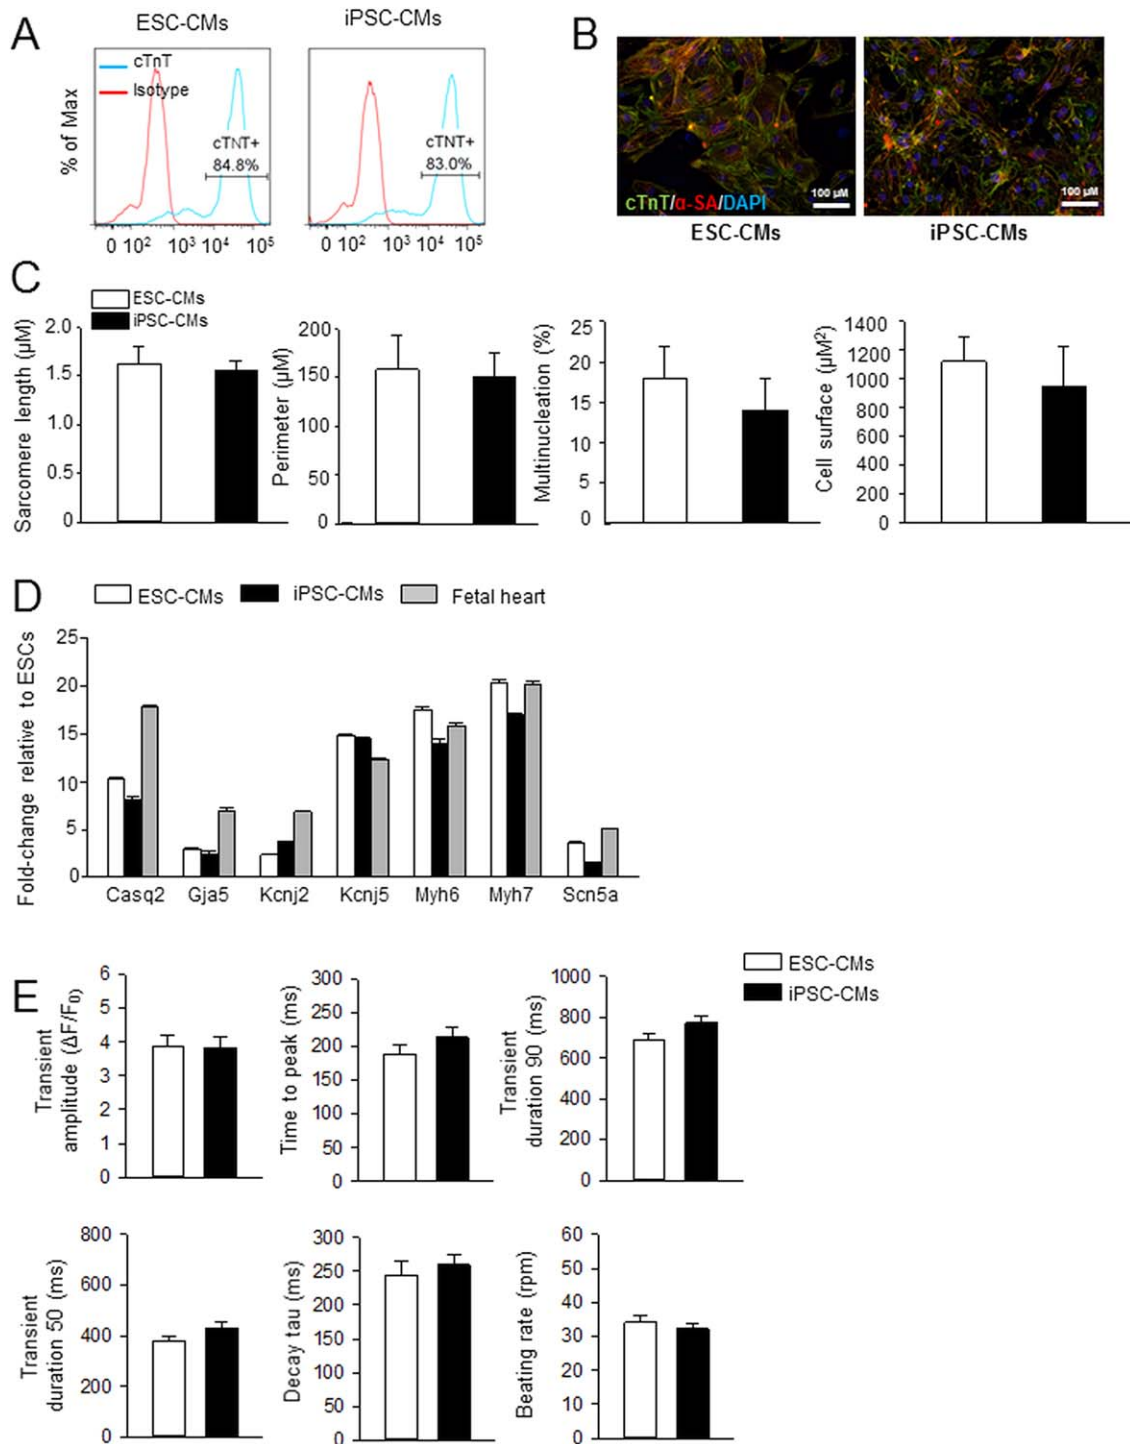 A
ESC-CMs
iPSC-CMs
% of Max
cTnT
Isotype
cTNT+
84.8%
cTNT+
83.0%
0 10² 10³ 10⁴ 10⁵
0 10² 10³ 10⁴ 10⁵
B
cTnT/α-SA/DAPI
100 µM
100 µM
ESC-CMs
iPSC-CMs
C
ESC-CMs
iPSC-CMs
Sarcomere length (µM)
2.0
1.5
1.0
0.5
0
Perimeter (µM)
200
150
100
50
0
Multinucleation (%)
25
20
15
10
5
0
Cell surface (µM²)
1400
1200
1000
800
600
400
200
0
D
ESC-CMs
iPSC-CMs
Fetal heart
Fold-change relative to ESCs
25
20
15
10
5
0
Casq2 Gja5 Kcnj2 Kcnj5 Myh6 Myh7 Scn5a
E
ESC-CMs
iPSC-CMs
Transient
amplitude (ΔF/F₀)
6
5
4
3
2
1
0
Time to peak (ms)
300
250
200
150
100
50
0
Transient
duration 90 (ms)
1000
800
600
400
200
0
Transient
duration 50 (ms)
800
600
400
200
0
Decay tau (ms)
300
250
200
150
100
50
0
Beating rate (rpm)
60
50
40
30
20
10
0